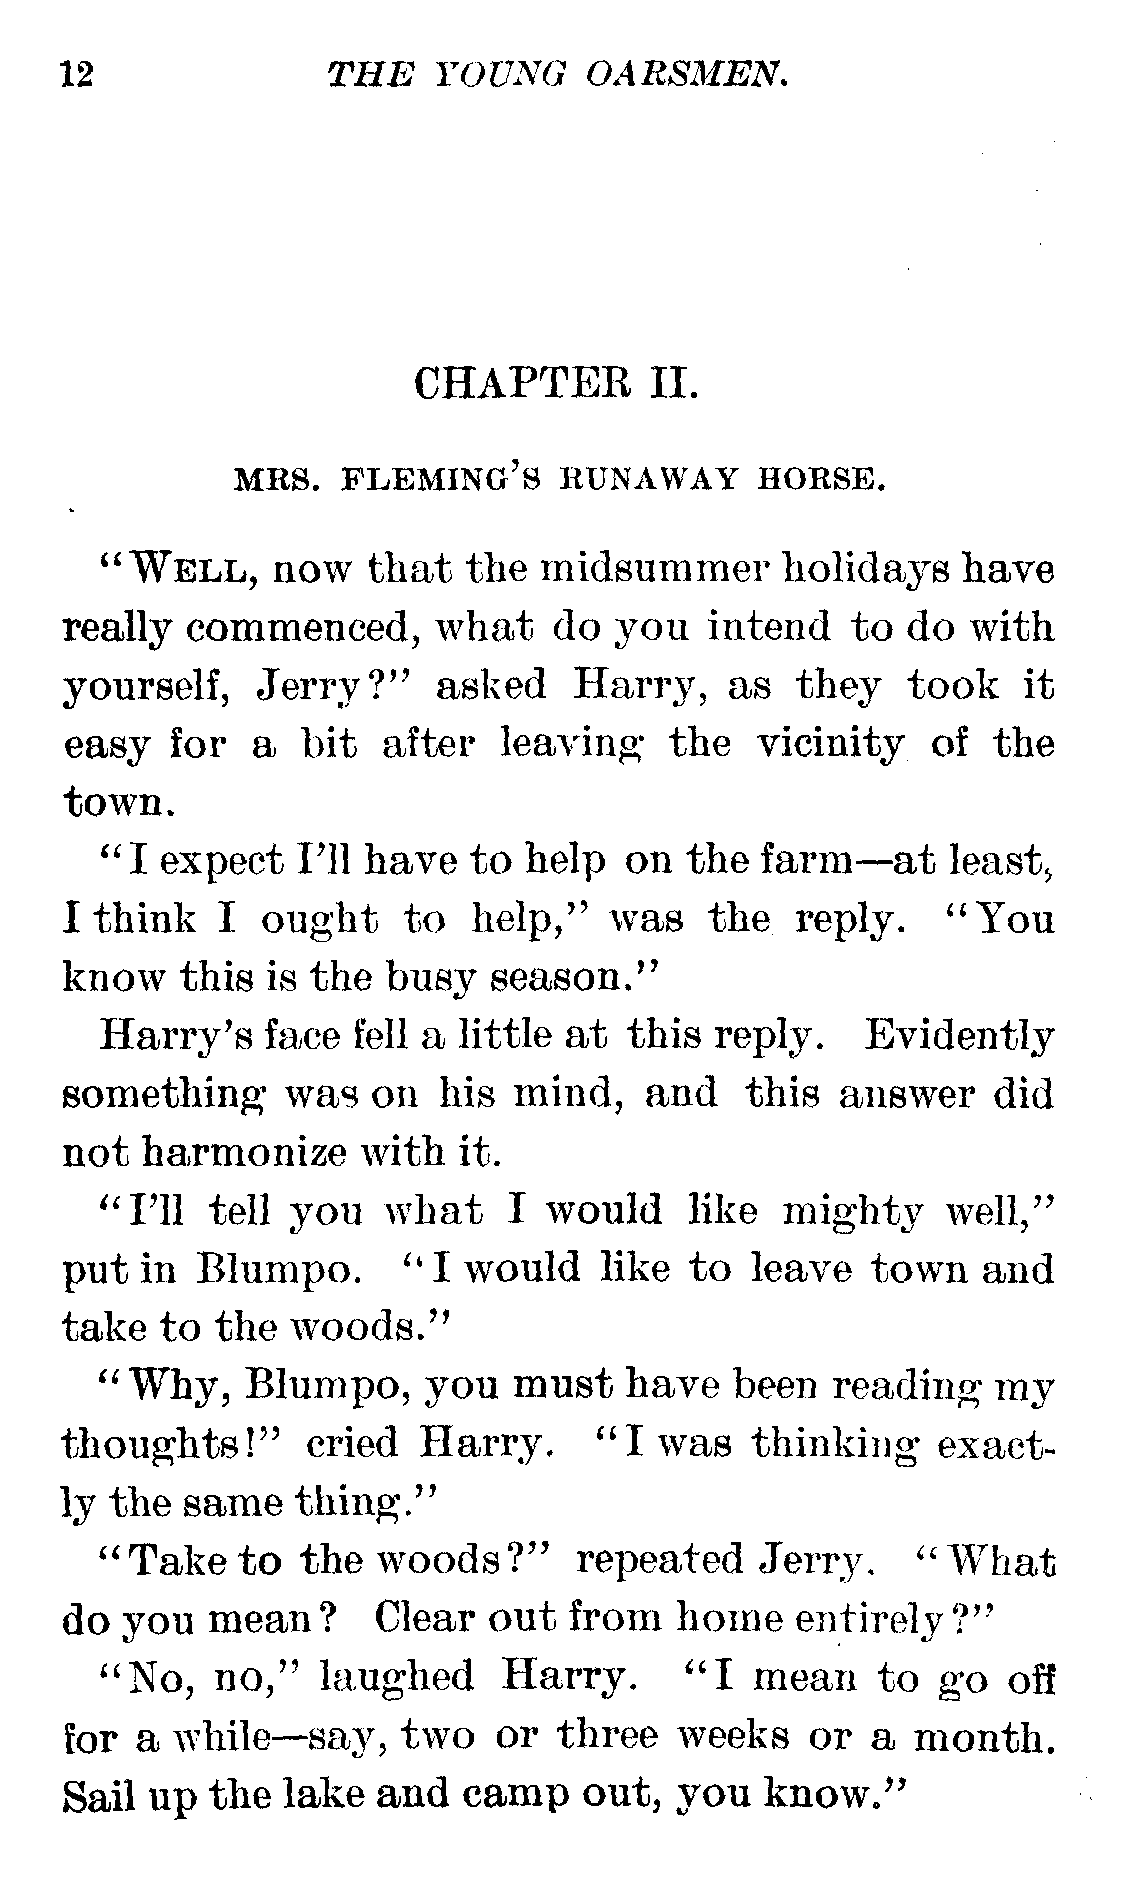 12 THE YOUNG OARSMEN.
CHAPTER II.
MRS. FLEMING'S RUNAWAY HORSE.
"WELL, now that the midsummer holidays have
really commenced, what do you intend to do with
yourself, Jerry?" asked Harry, as they took it
easy for a bit after leaving the vicinity of the
town.
"I expect I'll have to help on the farm—at least,
I think I ought to help," was the reply. "You
know this is the busy season."
Harry's face fell a little at this reply. Evidently
something was on his mind, and this answer did
not harmonize with it.
"I'll tell you what I would like mighty well,"
put in Blumpo. "I would like to leave town and
take to the woods."
"Why, Blumpo, you must have been reading my
thoughts!" cried Harry. "I was thinking exact-
ly the same thing."
"Take to the woods?" repeated Jerry. "What
do you mean? Clear out from home entirely?"
"No, no," laughed Harry. "I mean to go off
for a while—say, two or three weeks or a month.
Sail up the lake and camp out, you know."